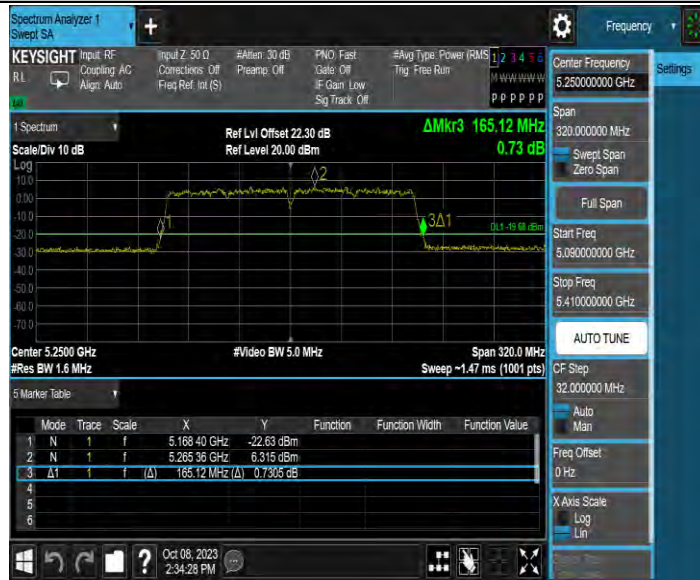 Spectrum Analyzer 1
Swept SA
Frequency
KEYSIGHT
RL
Input: RF
Coupling: AC
Align: Auto
Input Z: 50 Ω
Corrections: Off
Freq Ref: Int (S)
#Atten: 30 dB
Preamp: Off
PNO: Fast
Gate: Off
IF Gain: Low
Sig Track: Off
#Avg Type: Power (RMS
Trig: Free Run
1 2 3 4 5 6
M W W W W W
P P P P P P
1 Spectrum
Scale/Div 10 dB
Ref Lvl Offset 22.30 dB
Ref Level 20.00 dBm
ΔMkr3 165.12 MHz
0.73 dB
Log
10.0
0.00
-10.0
-20.0
-30.0
-40.0
-50.0
-60.0
-70.0
2
1
3Δ1
DL1 -19.68 dBm
Center 5.2500 GHz
#Video BW 5.0 MHz
Span 320.0 MHz
#Res BW 1.6 MHz
Sweep ~1.47 ms (1001 pts)
5 Marker Table
Mode Trace Scale X Y Function Function Width Function Value
1 N 1 f 5.168 40 GHz -22.63 dBm
2 N 1 f 5.265 36 GHz 6.315 dBm
3 Δ1 1 f (Δ) 165.12 MHz (Δ) 0.7305 dB
4
5
6
Oct 08, 2023
2:34:28 PM
?
Center Frequency
5.250000000 GHz
Settings
Span
320.000000 MHz
Swept Span
Zero Span
Full Span
Start Freq
5.090000000 GHz
Stop Freq
5.410000000 GHz
AUTO TUNE
CF Step
32.000000 MHz
Auto
Man
Freq Offset
0 Hz
X Axis Scale
Log
Lin